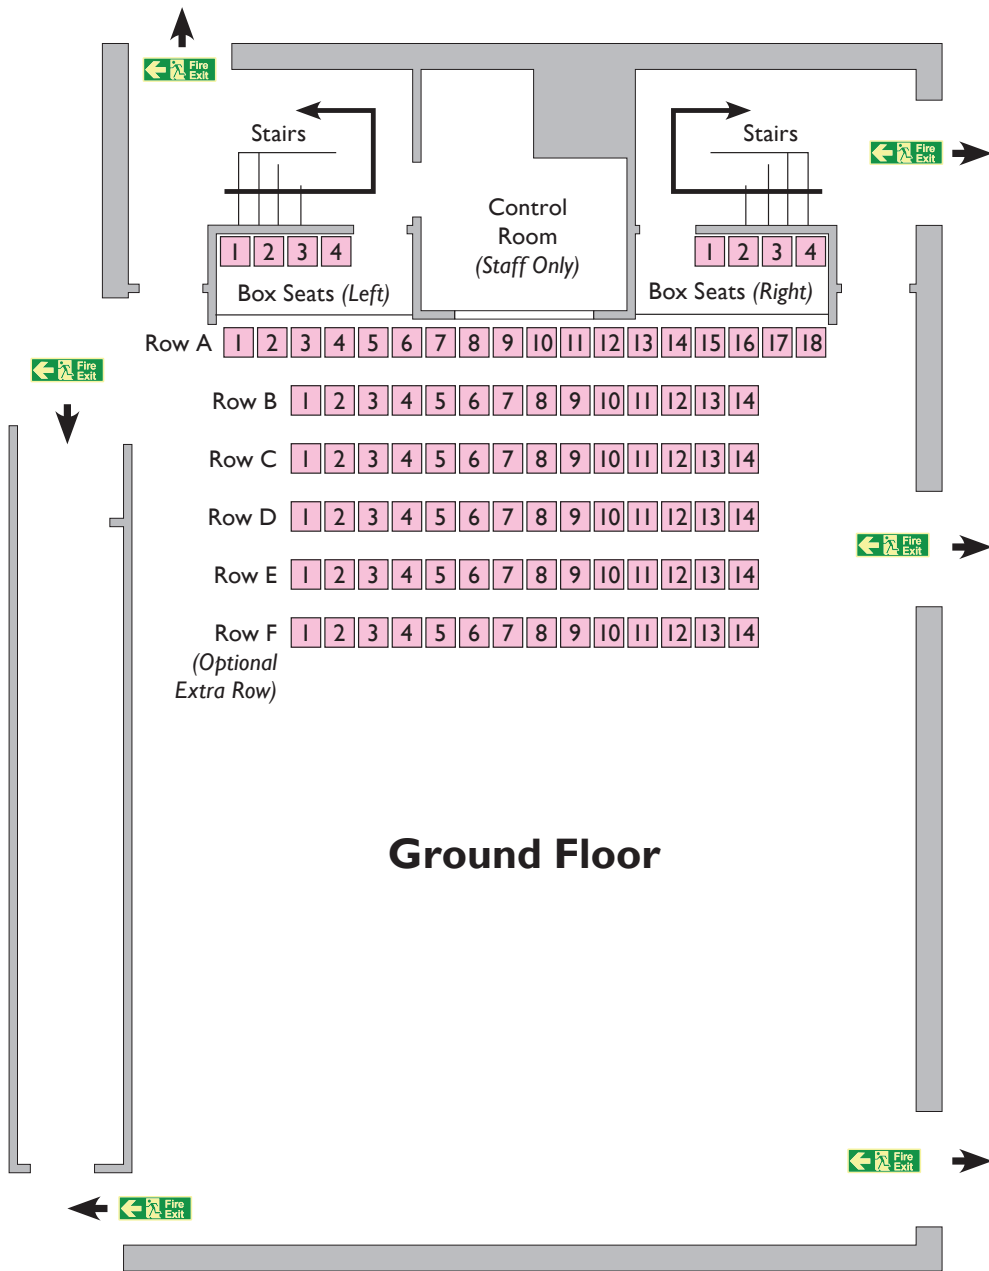 Fire
Exit
Stairs
Stairs
Fire
Exit
Control
Room
(Staff Only)
1 2 3 4
1 2 3 4
Box Seats (Left)
Box Seats (Right)
Row A 1 2 3 4 5 6 7 8 9 10 11 12 13 14 15 16 17 18
Fire
Exit
Row B 1 2 3 4 5 6 7 8 9 10 11 12 13 14
Row C 1 2 3 4 5 6 7 8 9 10 11 12 13 14
Row D 1 2 3 4 5 6 7 8 9 10 11 12 13 14
Fire
Exit
Row E 1 2 3 4 5 6 7 8 9 10 11 12 13 14
Row F 1 2 3 4 5 6 7 8 9 10 11 12 13 14
(Optional
Extra Row)
Ground Floor
Fire
Exit
Fire
Exit